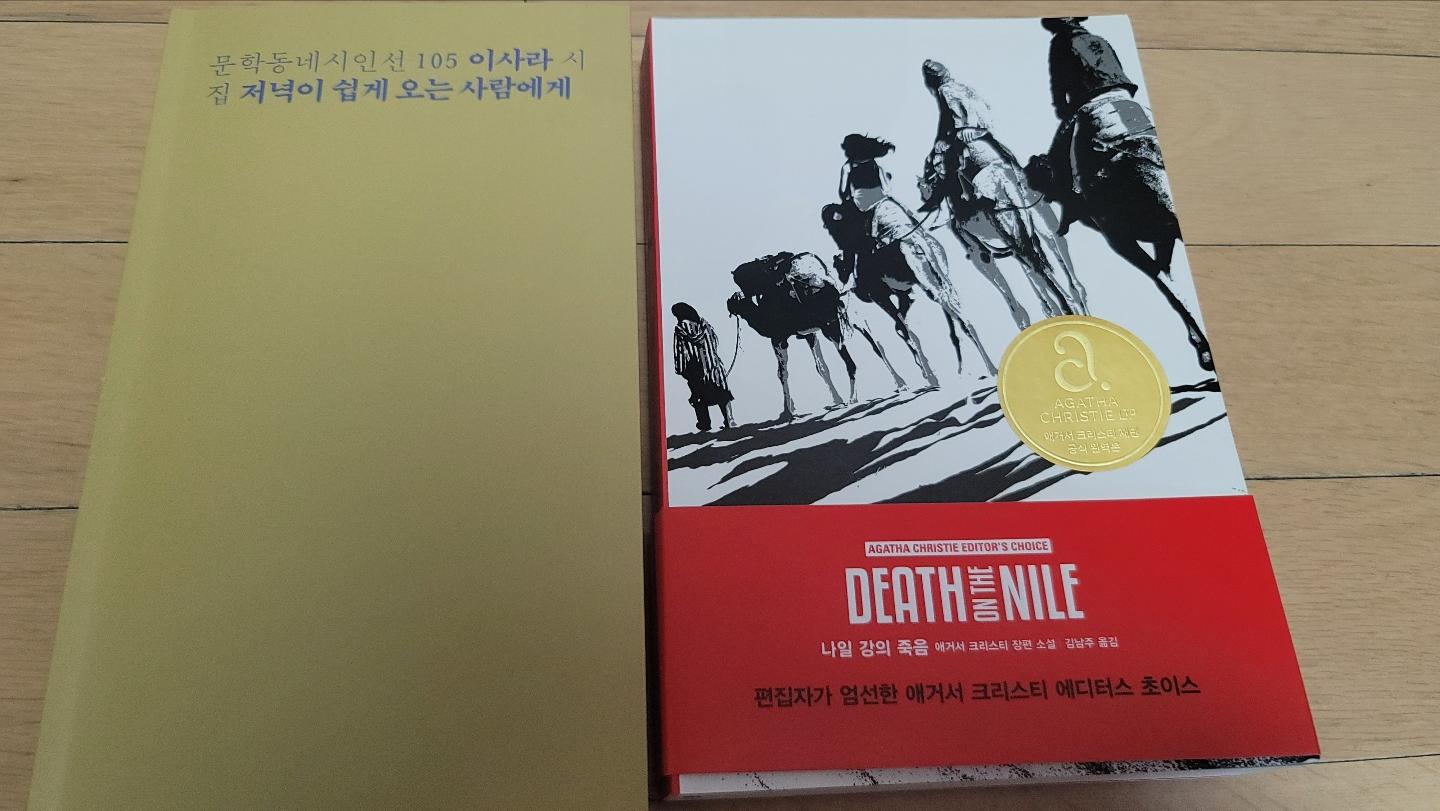 문학동네시인선 105 이사라 시
집 저녁이 쉽게 오는 사람에게
a.
AGATHA
CHRISTIE LTD
애거서 크리스티 재단
공식 완역본
AGATHA CHRISTIE EDITOR'S CHOICE
DEATH ON THE NILE
나일 강의 죽음 애거서 크리스티 장편 소설 | 김남주 옮김
편집자가 엄선한 애거서 크리스티 에디터스 초이스